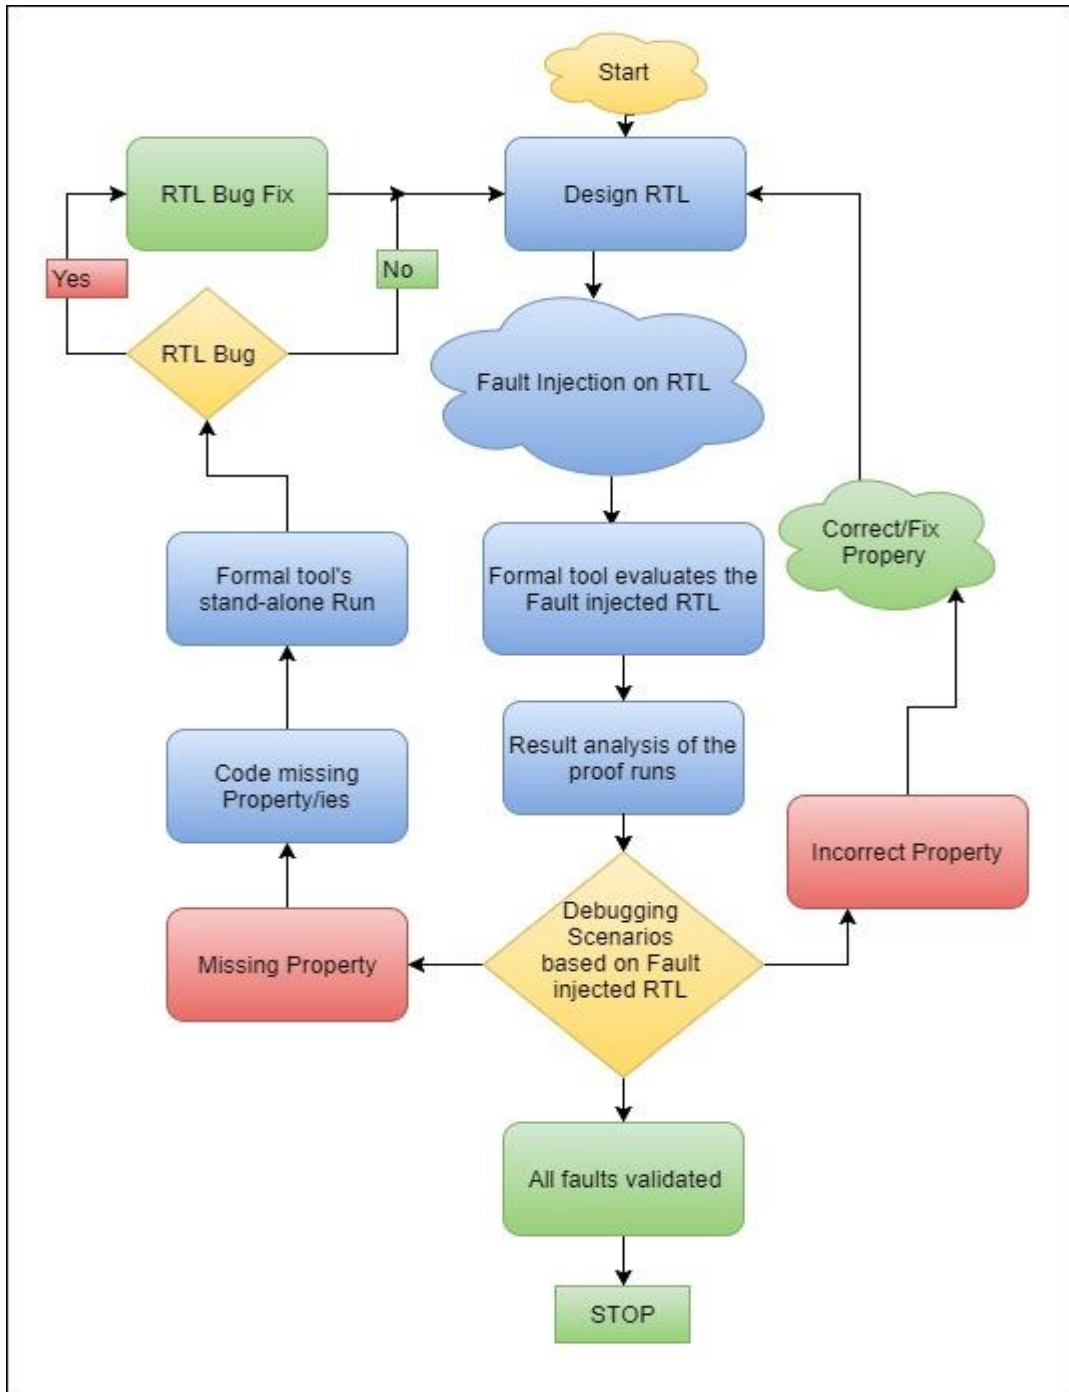 Start
RTL Bug Fix
Design RTL
Yes
No
RTL Bug
Fault Injection on RTL
Formal tool's
stand-alone Run
Formal tool evaluates the
Fault injected RTL
Correct/Fix
Propery
Code missing
Property/ies
Result analysis of the
proof runs
Incorrect Property
Missing Property
Debugging
Scenarios
based on Fault
injected RTL
All faults validated
STOP